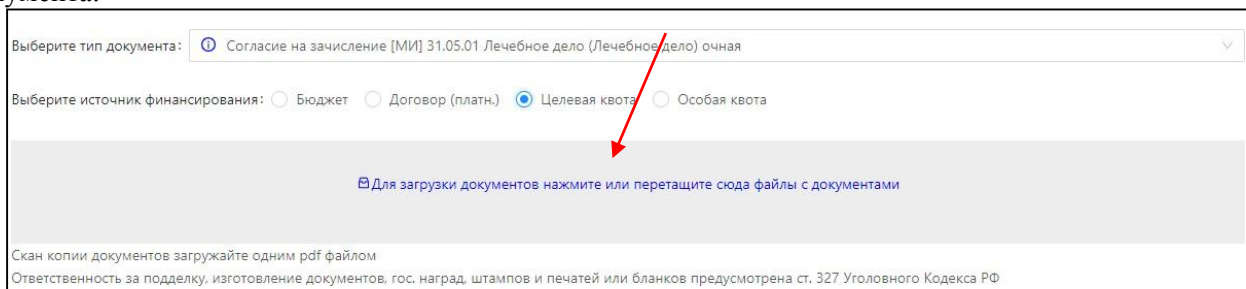 Выберите тип документа: Согласие на зачисление [МИ] 31.05.01 Лечебное дело (Лечебное дело) очная
Выберите источник финансирования: Бюджет Договор (платн.) Целевая квота Особая квота
Для загрузки документов нажмите или перетащите сюда файлы с документами
Скан копии документов загружайте одним pdf файлом
Ответственность за подделку, изготовление документов, гос. наград, штампов и печатей или бланков предусмотрена ст. 327 Уголовного Кодекса РФ